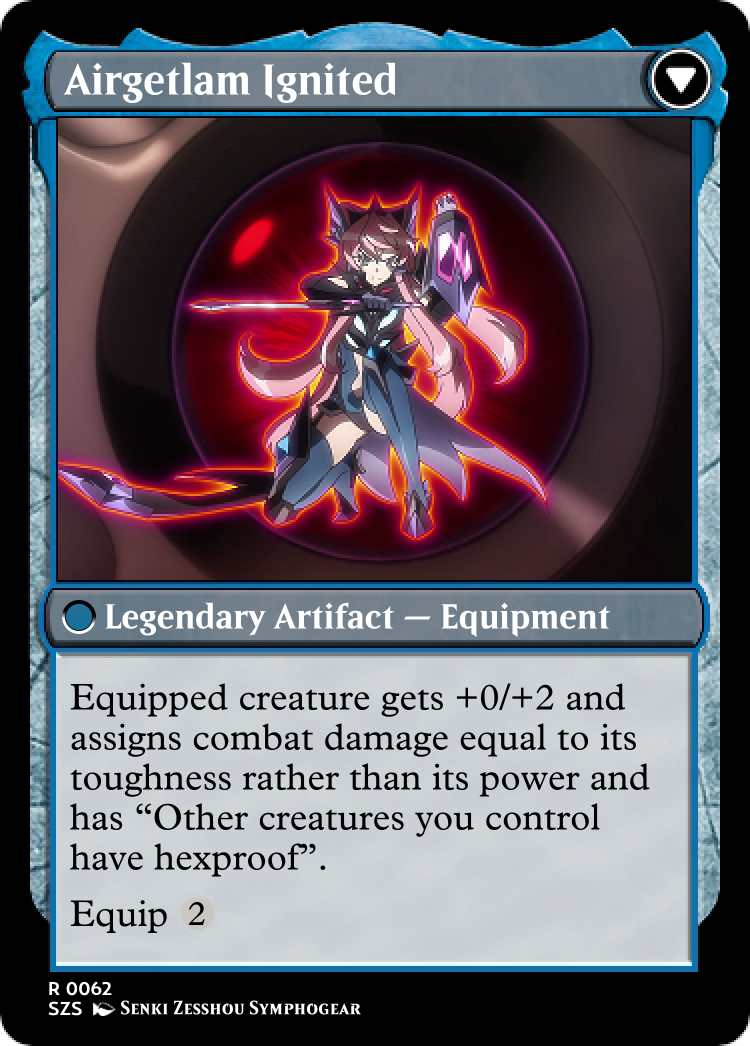 Airgetlam Ignited
Legendary Artifact — Equipment
Equipped creature gets +0/+2 and
assigns combat damage equal to its
toughness rather than its power and
has “Other creatures you control
have hexproof”.
Equip 2
R 0062
SZS Senki Zesshou Symphogear